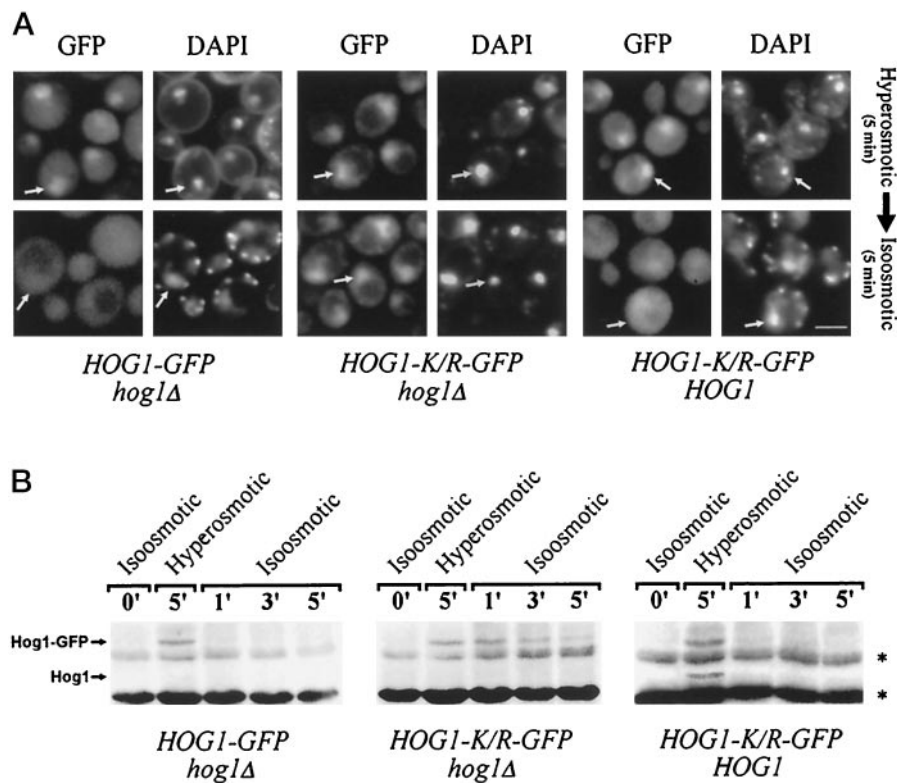 A
GFP DAPI GFP DAPI GFP DAPI
Hyperosmotic
(5 min)
Isoosmotic
(5 min)
HOG1-GFP
hog1Δ
HOG1-K/R-GFP
hog1Δ
HOG1-K/R-GFP
HOG1
B
Isoosmotic Hyperosmotic Isoosmotic
Isoosmotic Hyperosmotic Isoosmotic
Isoosmotic Hyperosmotic Isoosmotic
0' 5' 1' 3' 5'
0' 5' 1' 3' 5'
0' 5' 1' 3' 5'
Hog1-GFP
*
Hog1
*
HOG1-GFP
hog1Δ
HOG1-K/R-GFP
hog1Δ
HOG1-K/R-GFP
HOG1